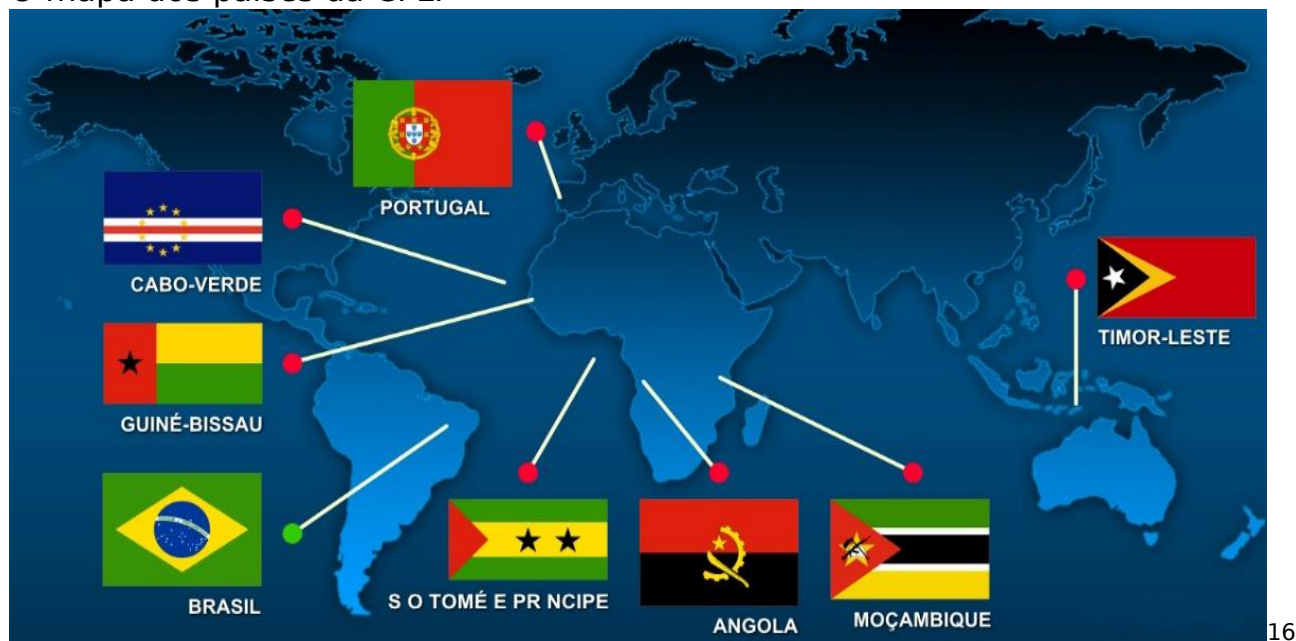 PORTUGAL
CABO-VERDE
TIMOR-LESTE
GUINÉ-BISSAU
BRASIL
S O TOMÉ E PR NCIPE
ANGOLA
MOÇAMBIQUE
16